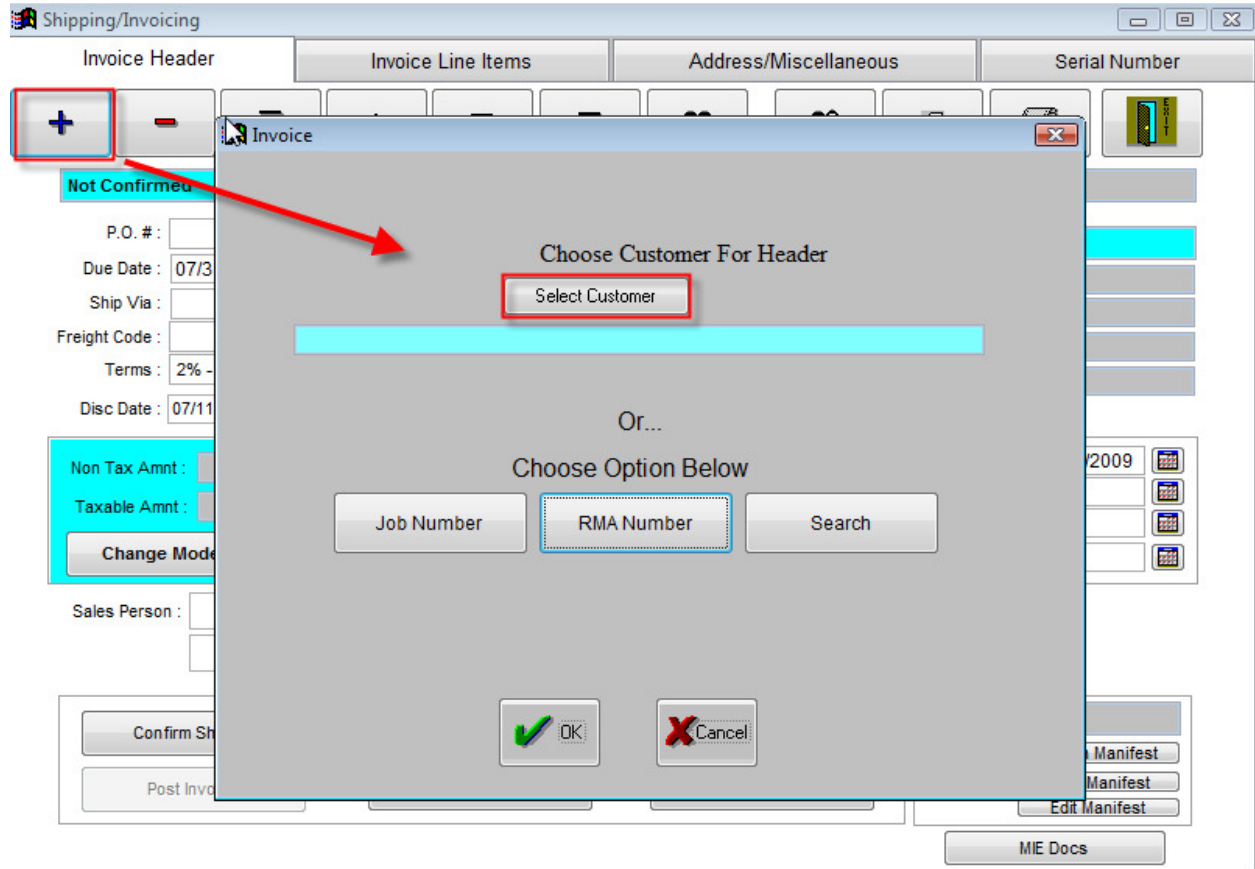 Shipping/Invoicing
Invoice Header
Invoice Line Items
Address/Miscellaneous
Serial Number
EXIT
Invoice
Not Confirmed
P.O. # :
Due Date : 07/3
Ship Via :
Freight Code :
Terms : 2% -
Disc Date : 07/11
Choose Customer For Header
Select Customer
Or...
Choose Option Below
Job Number
RMA Number
Search
Non Tax Amnt :
/2009
Taxable Amnt :
Change Mode
Sales Person :
OK
Cancel
Confirm Sh
Manifest
Post Invo
Manifest
Edit Manifest
MIE Docs